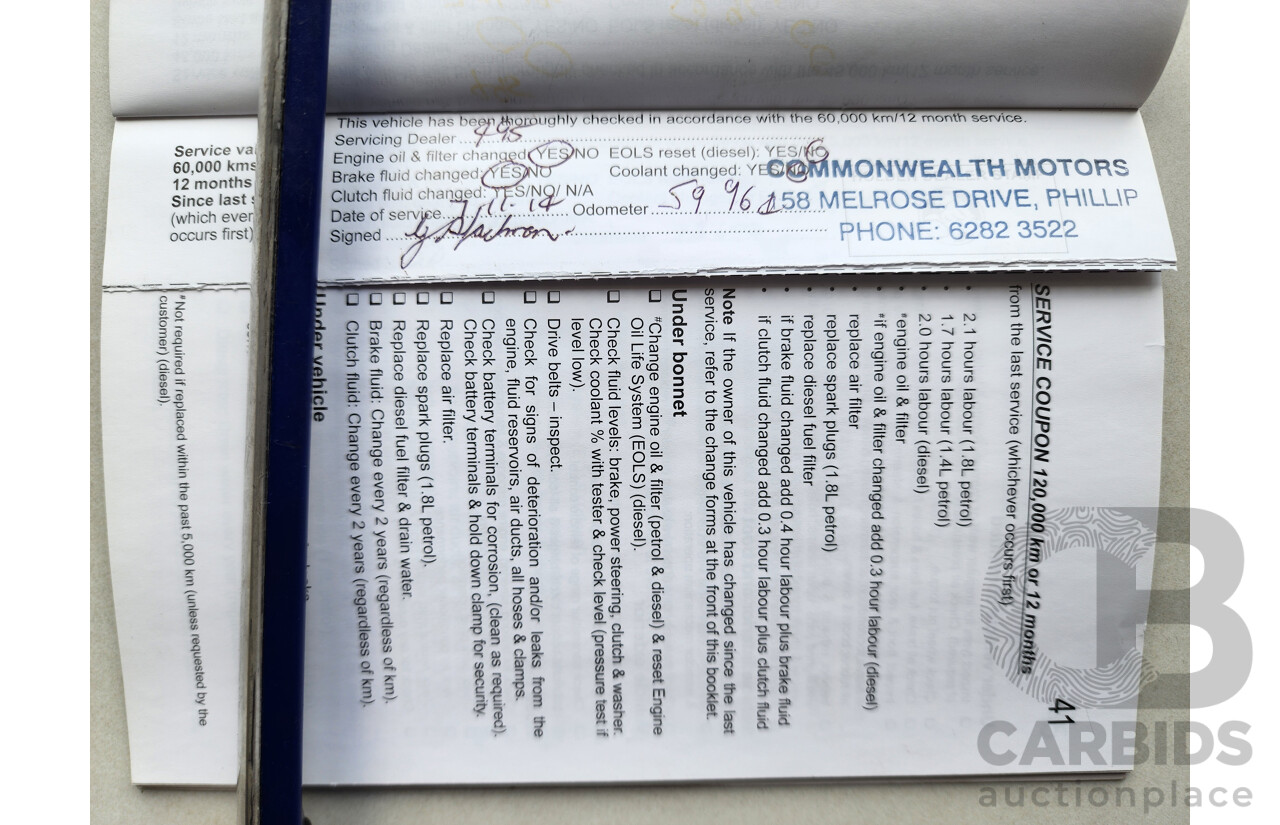 This vehicle has been thoroughly checked in accordance with the 60,000 km/12 month service.
Servicing Dealer
Engine oil & filter changed: YES/NO EOLS reset (diesel): YES/NO
Brake fluid changed: YES/NO Coolant changed: YES/NO
Clutch fluid changed: YES/NO/ N/A
Date of service Odometer 59 96
Signed
COMMONWEALTH MOTORS
158 MELROSE DRIVE, PHILLIP
PHONE: 6282 3522
Service va
60,000 kms
12 months
Since last
(which ever
occurs first)
41
SERVICE COUPON 120,000 km or 12 months
from the last service (whichever occurs first)
• 2.1 hours labour (1.8L petrol)
• 1.7 hours labour (1.4L petrol)
• 2.0 hours labour (diesel)
• *engine oil & filter
• *if engine oil & filter changed add 0.3 hour labour (diesel)
• replace air filter
• replace spark plugs (1.8L petrol)
• replace diesel fuel filter
• if brake fluid changed add 0.4 hour labour plus brake fluid
• if clutch fluid changed add 0.3 hour labour plus clutch fluid
Note If the owner of this vehicle has changed since the last
service, refer to the change forms at the front of this booklet.
Under bonnet
☐ #Change engine oil & filter (petrol & diesel) & reset Engine
Oil Life System (EOLS) (diesel).
☐ Check fluid levels: brake, power steering, clutch & washer.
Check coolant % with tester & check level (pressure test if
level low).
☐ Drive belts – inspect.
☐ Check for signs of deterioration and/or leaks from the
engine, fluid reservoirs, air ducts, all hoses & clamps.
☐ Check battery terminals for corrosion, (clean as required).
Check battery terminals & hold down clamp for security.
☐ Replace air filter.
☐ Replace spark plugs (1.8L petrol).
☐ Replace diesel fuel filter & drain water.
☐ Brake fluid: Change every 2 years (regardless of km).
☐ Clutch fluid: Change every 2 years (regardless of km).
Under vehicle
#Not required if replaced within the past 5,000 km (unless requested by the
customer) (diesel).
CARBIDS
auctionplace